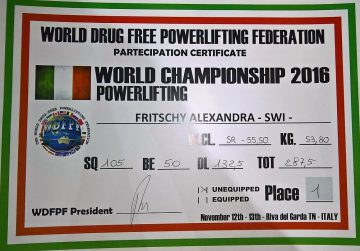 WORLD DRUG FREE POWERLIFTING FEDERATION
PARTECIPATION CERTIFICATE
WORLD CHAMPIONSHIP 2016
POWERLIFTING
FRITSCHY ALEXANDRA - SWI -
WDFPF
CL. SR - 55,50 KG. 53,80
SQ 105 BE 50 DL 132,5 TOT 287,5
UNEQUIPPED
EQUIPPED
Place 1
WDFPF President
November 12th - 13th - Riva del Garda TN - ITALY